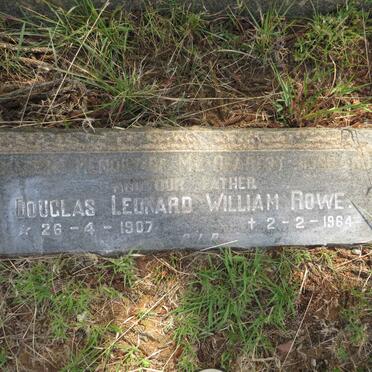 AND OUR FATHER
DOUGLAS LEONARD WILLIAM ROWE
* 26-4-1907 † 2-2-1964
R.I.P.